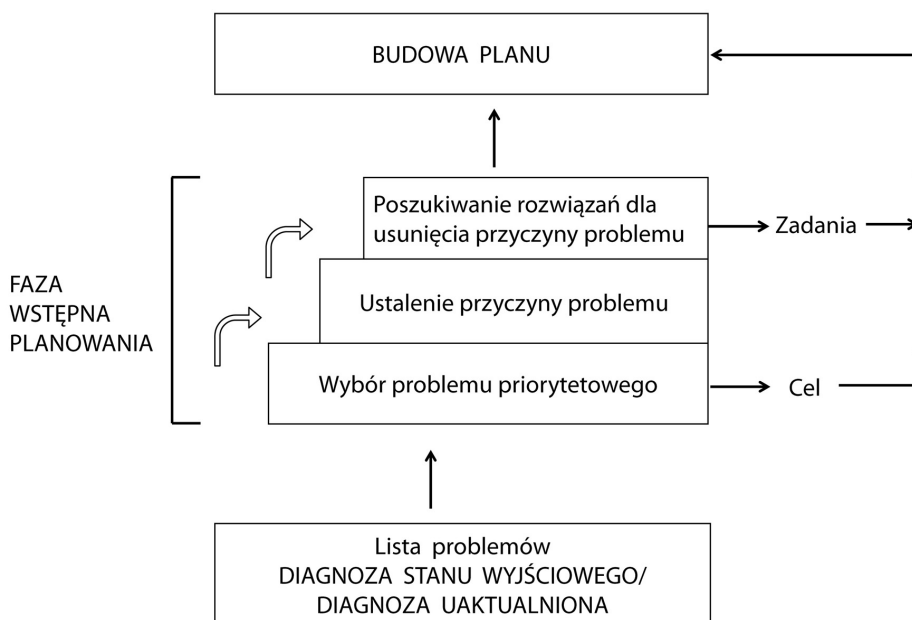 BUDOWA PLANU
Poszukiwanie rozwiązań dla
usunięcia przyczyny problemu
Zadania
FAZA
WSTĘPNA
PLANOWANIA
Ustalenie przyczyny problemu
Wybór problemu priorytetowego
Cel
Lista problemów
DIAGNOZA STANU WYJŚCIOWEGO/
DIAGNOZA UAKTUALNIONA